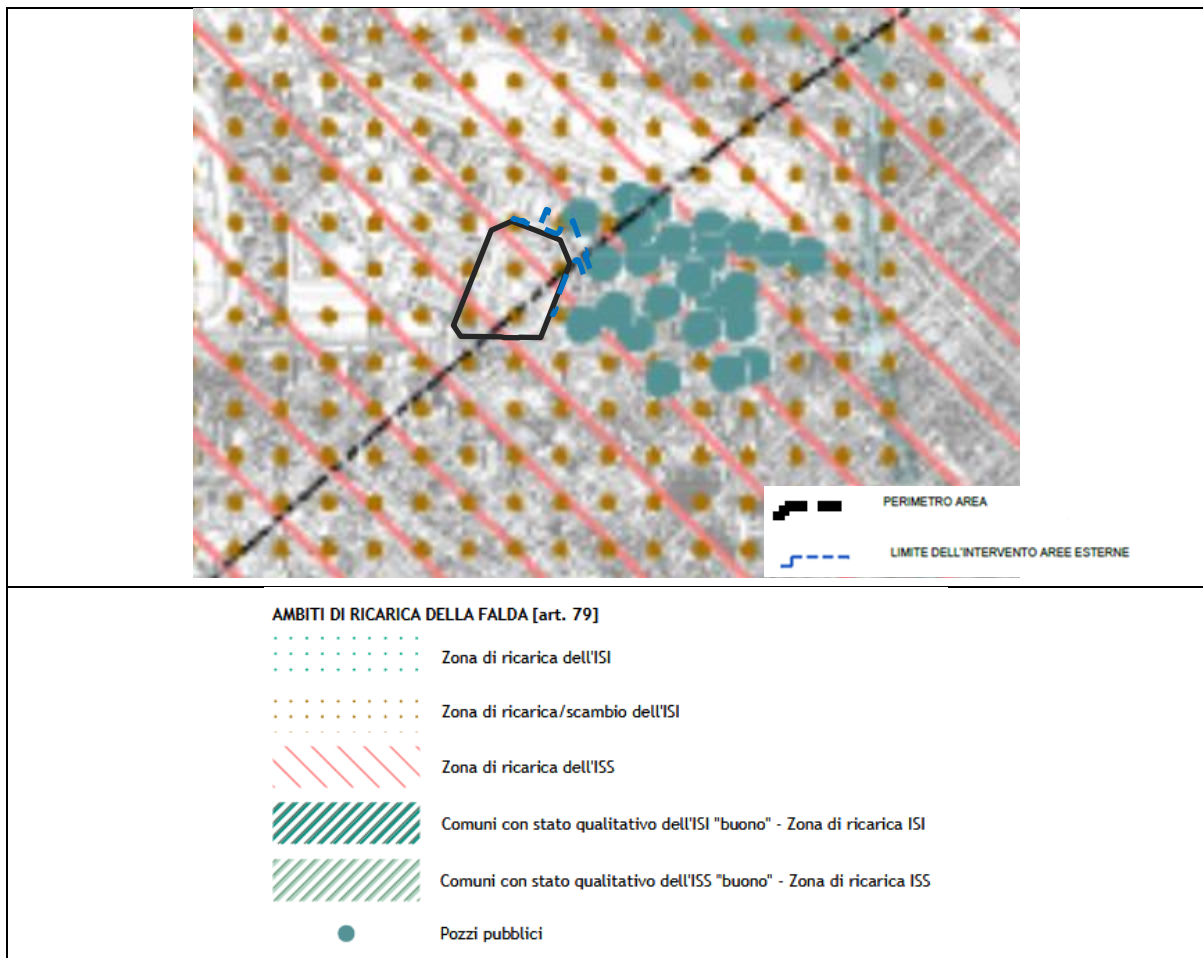 PERIMETRO AREA
LIMITE DELL'INTERVENTO AREE ESTERNE
AMBITI DI RICARICA DELLA FALDA [art. 79]
Zona di ricarica dell'ISI
Zona di ricarica/scambio dell'ISI
Zona di ricarica dell'ISS
Comuni con stato qualitativo dell'ISI "buono" - Zona di ricarica ISI
Comuni con stato qualitativo dell'ISS "buono" - Zona di ricarica ISS
Pozzi pubblici